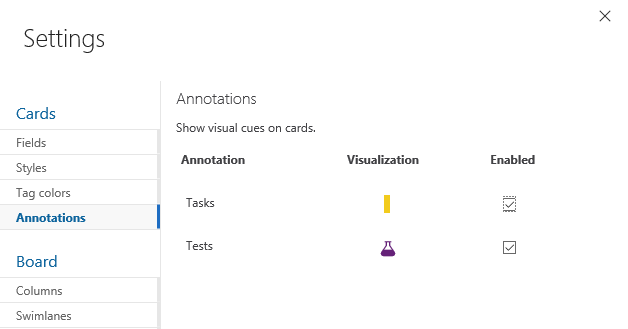 Settings
Cards
Fields
Styles
Tag colors
Annotations
Board
Columns
Swimlanes
Annotations
Show visual cues on cards.
Annotation Visualization Enabled
Tasks
Tests